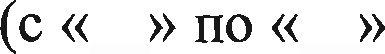 (с «    » по «    »